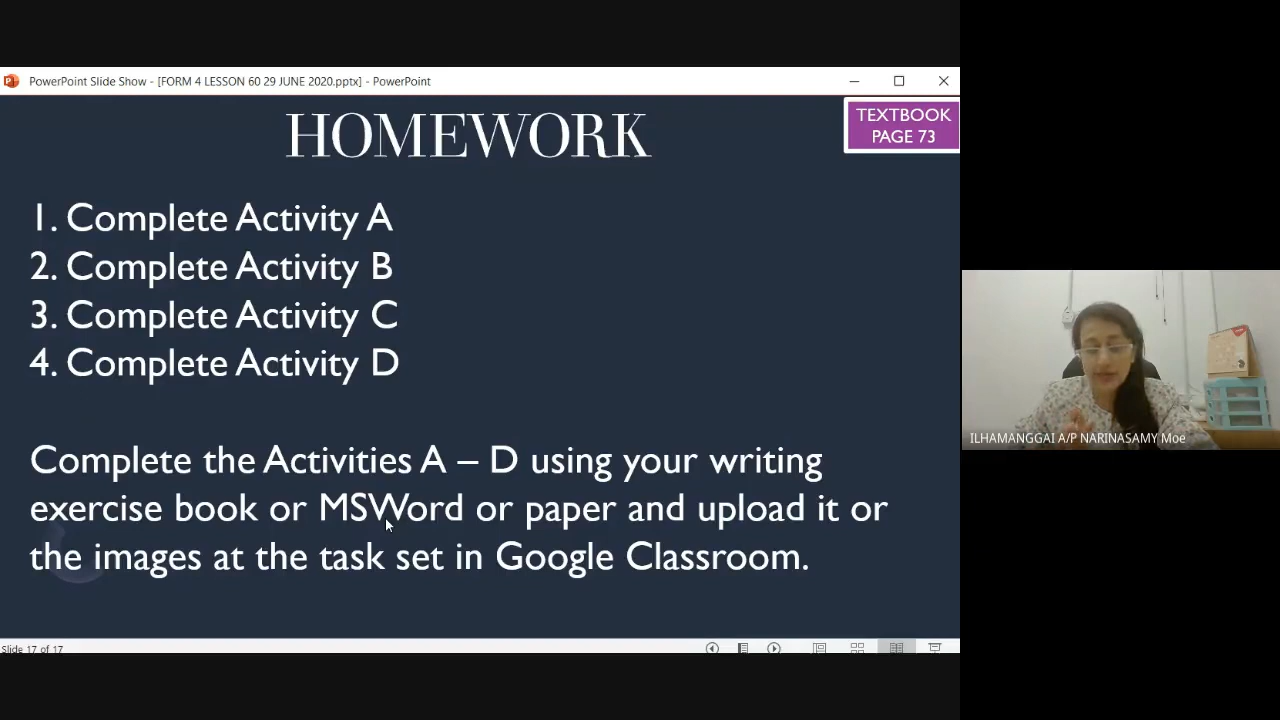 PowerPoint Slide Show - [FORM 4 LESSON 60 29 JUNE 2020.pptx] - PowerPoint
HOMEWORK
TEXTBOOK
PAGE 73
1. Complete Activity A
2. Complete Activity B
3. Complete Activity C
4. Complete Activity D
Complete the Activities A – D using your writing
exercise book or MSWord or paper and upload it or
the images at the task set in Google Classroom.
Slide 17 of 17
ILHAMANGGAI A/P NARINASAMY Moe